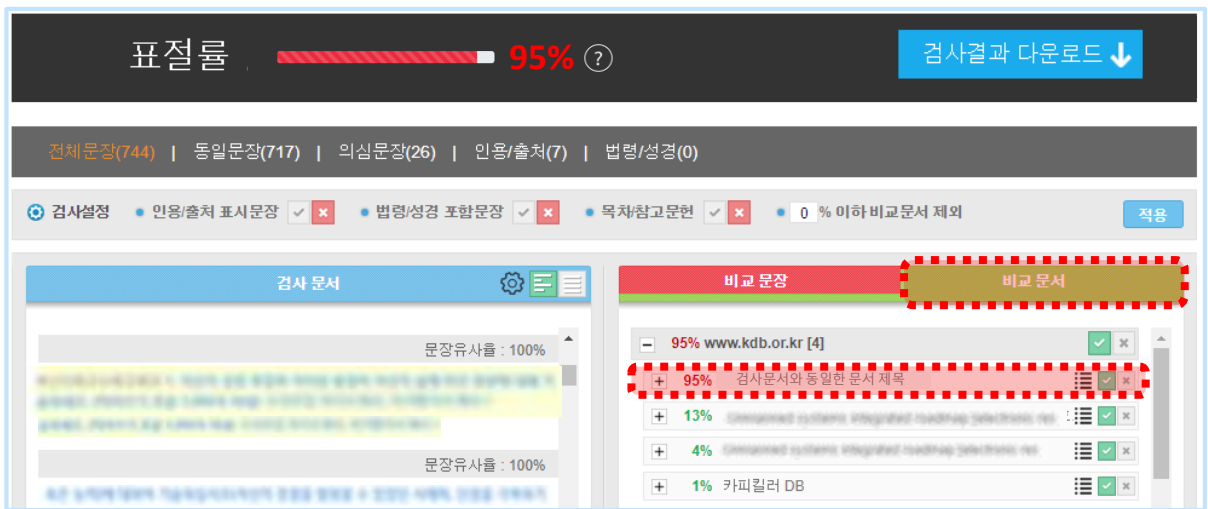 표절률 95% ?
검사결과 다운로드
전체문장(744) | 동일문장(717) | 의심문장(26) | 인용/출처(7) | 법령/성경(0)
검사설정 • 인용/출처 표시문장 • 법령/성경 포함문장 • 목차/참고문헌 • 0 % 이하 비교문서 제외 적용
검사 문서
문장유사율 : 100%
문장유사율 : 100%
비교 문장 비교 문서
95% www.kdb.or.kr [4]
95% 검사문서와 동일한 문서 제목
13%
4%
1% 카피킬러 DB